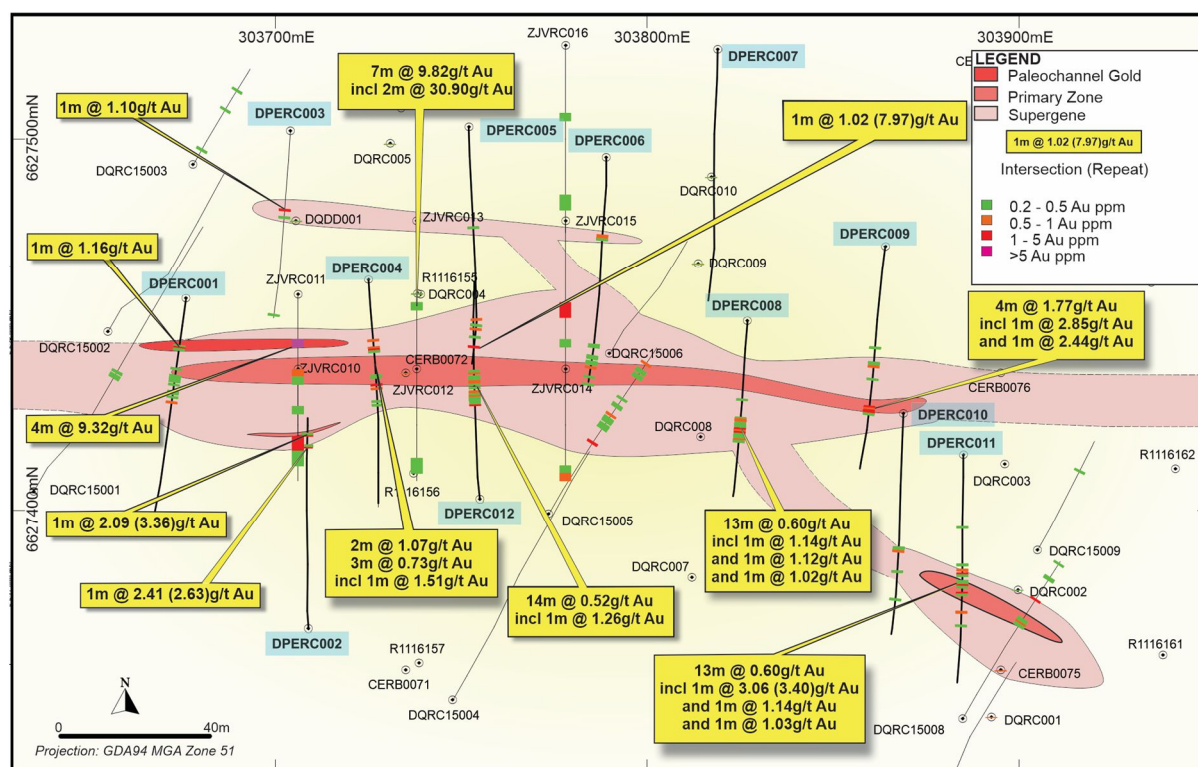 303700mE
303800mE
303900mE
6627500mN
6627400mN
ZJVRC016
DPERC007
LEGEND
Paleochannel Gold
Primary Zone
Supergene
1m @ 1.02 (7.97)g/t Au
Intersection (Repeat)
0.2 - 0.5 Au ppm
0.5 - 1 Au ppm
1 - 5 Au ppm
>5 Au ppm
7m @ 9.82g/t Au
incl 2m @ 30.90g/t Au
1m @ 1.10g/t Au
DPERC003
DPERC005
DPERC006
1m @ 1.02 (7.97)g/t Au
DQRC005
DQRC15003
DQRC010
DQDD001
ZJVRC013
ZJVRC015
1m @ 1.16g/t Au
DPERC009
DPERC004
R1116155
DQRC009
ZJVRC011
DQRC004
DPERC001
DPERC008
4m @ 1.77g/t Au
incl 1m @ 2.85g/t Au
and 1m @ 2.44g/t Au
DQRC15002
CERB0072
DQRC15006
ZJVRC010
ZJVRC012
ZJVRC014
CERB0076
4m @ 9.32g/t Au
DPERC010
DQRC008
DPERC011
R1116162
DQRC003
DQRC15001
R1116156
DPERC012
1m @ 2.09 (3.36)g/t Au
DQRC15005
13m @ 0.60g/t Au
incl 1m @ 1.14g/t Au
and 1m @ 1.12g/t Au
and 1m @ 1.02g/t Au
2m @ 1.07g/t Au
3m @ 0.73g/t Au
incl 1m @ 1.51g/t Au
DQRC15009
DQRC007
DQRC002
1m @ 2.41 (2.63)g/t Au
14m @ 0.52g/t Au
incl 1m @ 1.26g/t Au
DPERC002
R1116157
R1116161
CERB0071
CERB0075
13m @ 0.60g/t Au
incl 1m @ 3.06 (3.40)g/t Au
and 1m @ 1.14g/t Au
and 1m @ 1.03g/t Au
DQRC15004
DQRC15008
DQRC001
N
0
40m
Projection: GDA94 MGA Zone 51